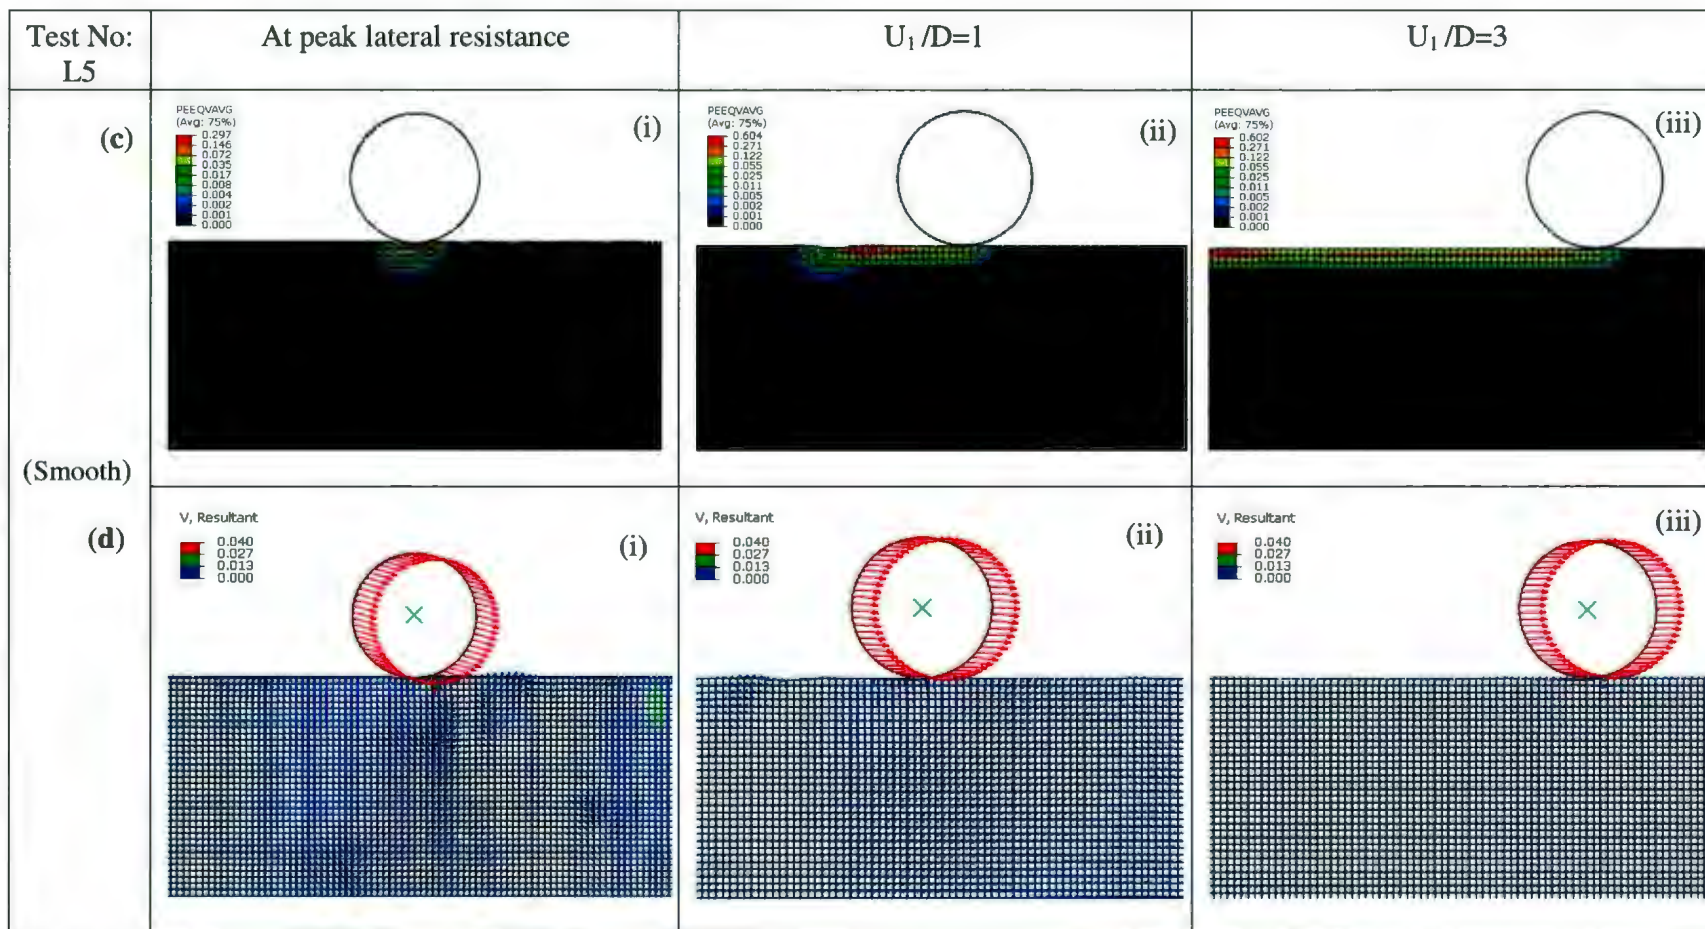 Test No:
L5
At peak lateral resistance
U₁ /D=1
U₁ /D=3
(c)
(Smooth)
(d)
PEEQVAVG
(Avg: 75%)
0.297
0.146
0.072
0.035
0.017
0.008
0.004
0.002
0.001
0.000
(i)
PEEQVAVG
(Avg: 75%)
0.604
0.271
0.122
0.055
0.025
0.011
0.005
0.002
0.001
0.000
(ii)
PEEQVAVG
(Avg: 75%)
0.602
0.271
0.122
0.055
0.025
0.011
0.005
0.002
0.001
0.000
(iii)
V, Resultant
0.040
0.027
0.013
0.000
(i)
V, Resultant
0.040
0.027
0.013
0.000
(ii)
V, Resultant
0.040
0.027
0.013
0.000
(iii)